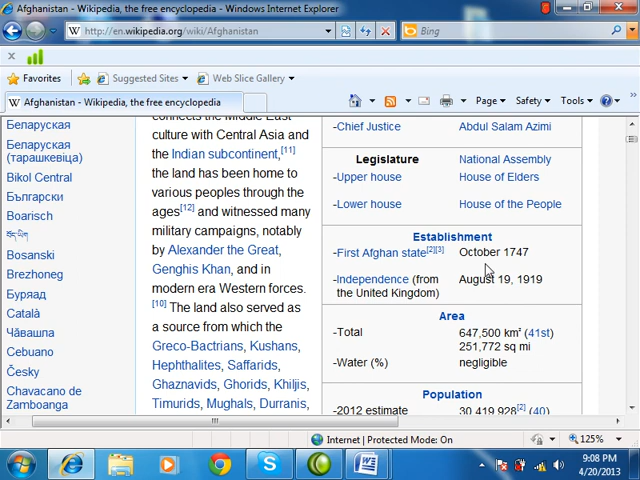 Afghanistan - Wikipedia, the free encyclopedia - Windows Internet Explorer
http://en.wikipedia.org/wiki/Afghanistan
Bing
Favorites
Suggested Sites
Web Slice Gallery
Afghanistan - Wikipedia, the free encyclopedia
Page
Safety
Tools
Беларуская
Беларуская
(тарашкевіца)
Bikol Central
Български
Boarisch
Bosanski
Brezhoneg
Буряад
Català
Чӑвашла
Cebuano
Česky
Chavacano de
Zamboanga
connects the Middle East
culture with Central Asia and
the Indian subcontinent,[11]
the land has been home to
various peoples through the
ages[12] and witnessed many
military campaigns, notably
by Alexander the Great,
Genghis Khan, and in
modern era Western forces.
[10] The land also served as
a source from which the
Greco-Bactrians, Kushans,
Hephthalites, Saffarids,
Ghaznavids, Ghorids, Khiljis,
Timurids, Mughals, Durranis,
-Chief Justice Abdul Salam Azimi
Legislature National Assembly
-Upper house House of Elders
-Lower house House of the People
Establishment
-First Afghan state[2][3] October 1747
-Independence (from August 19, 1919
the United Kingdom)
Area
-Total 647,500 km² (41st)
251,772 sq mi
-Water (%) negligible
Population
-2012 estimate 30,419,928[2] (40)
Internet | Protected Mode: On
125%
9:08 PM
4/20/2013